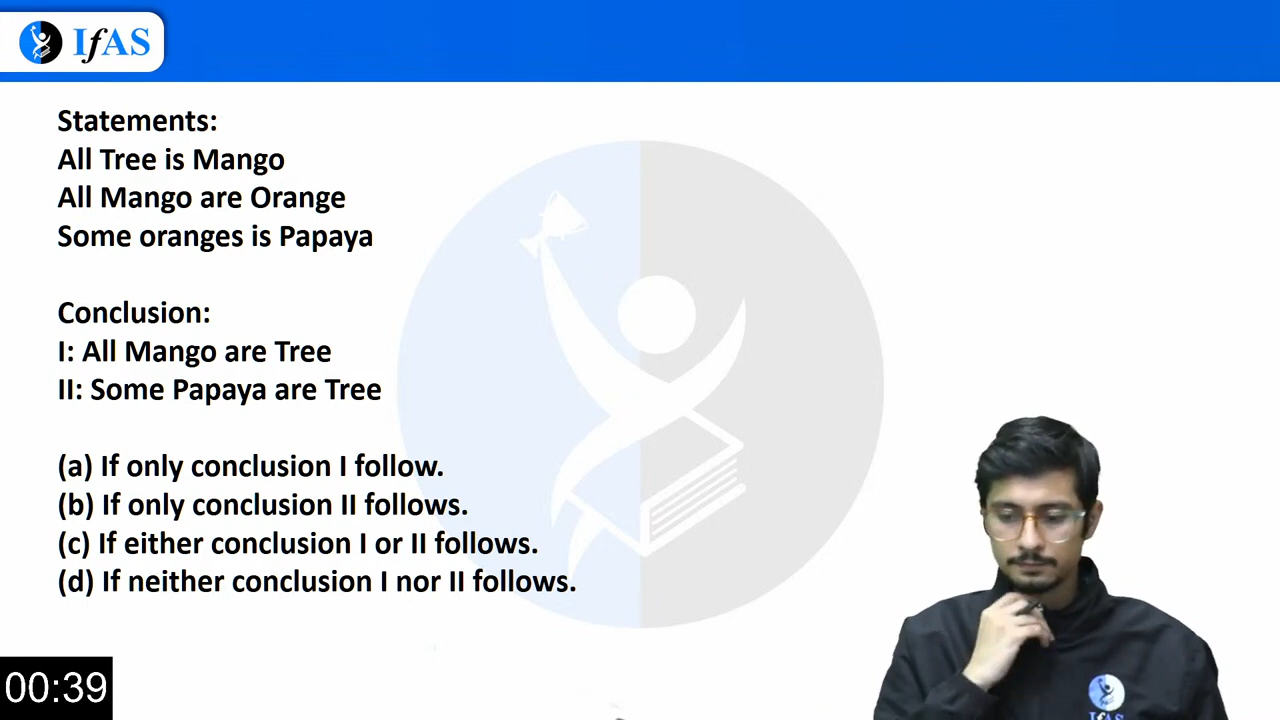 IfAS
Statements:
All Tree is Mango
All Mango are Orange
Some oranges is Papaya
Conclusion:
I: All Mango are Tree
II: Some Papaya are Tree
(a) If only conclusion I follow.
(b) If only conclusion II follows.
(c) If either conclusion I or II follows.
(d) If neither conclusion I nor II follows.
00:39
IfAS